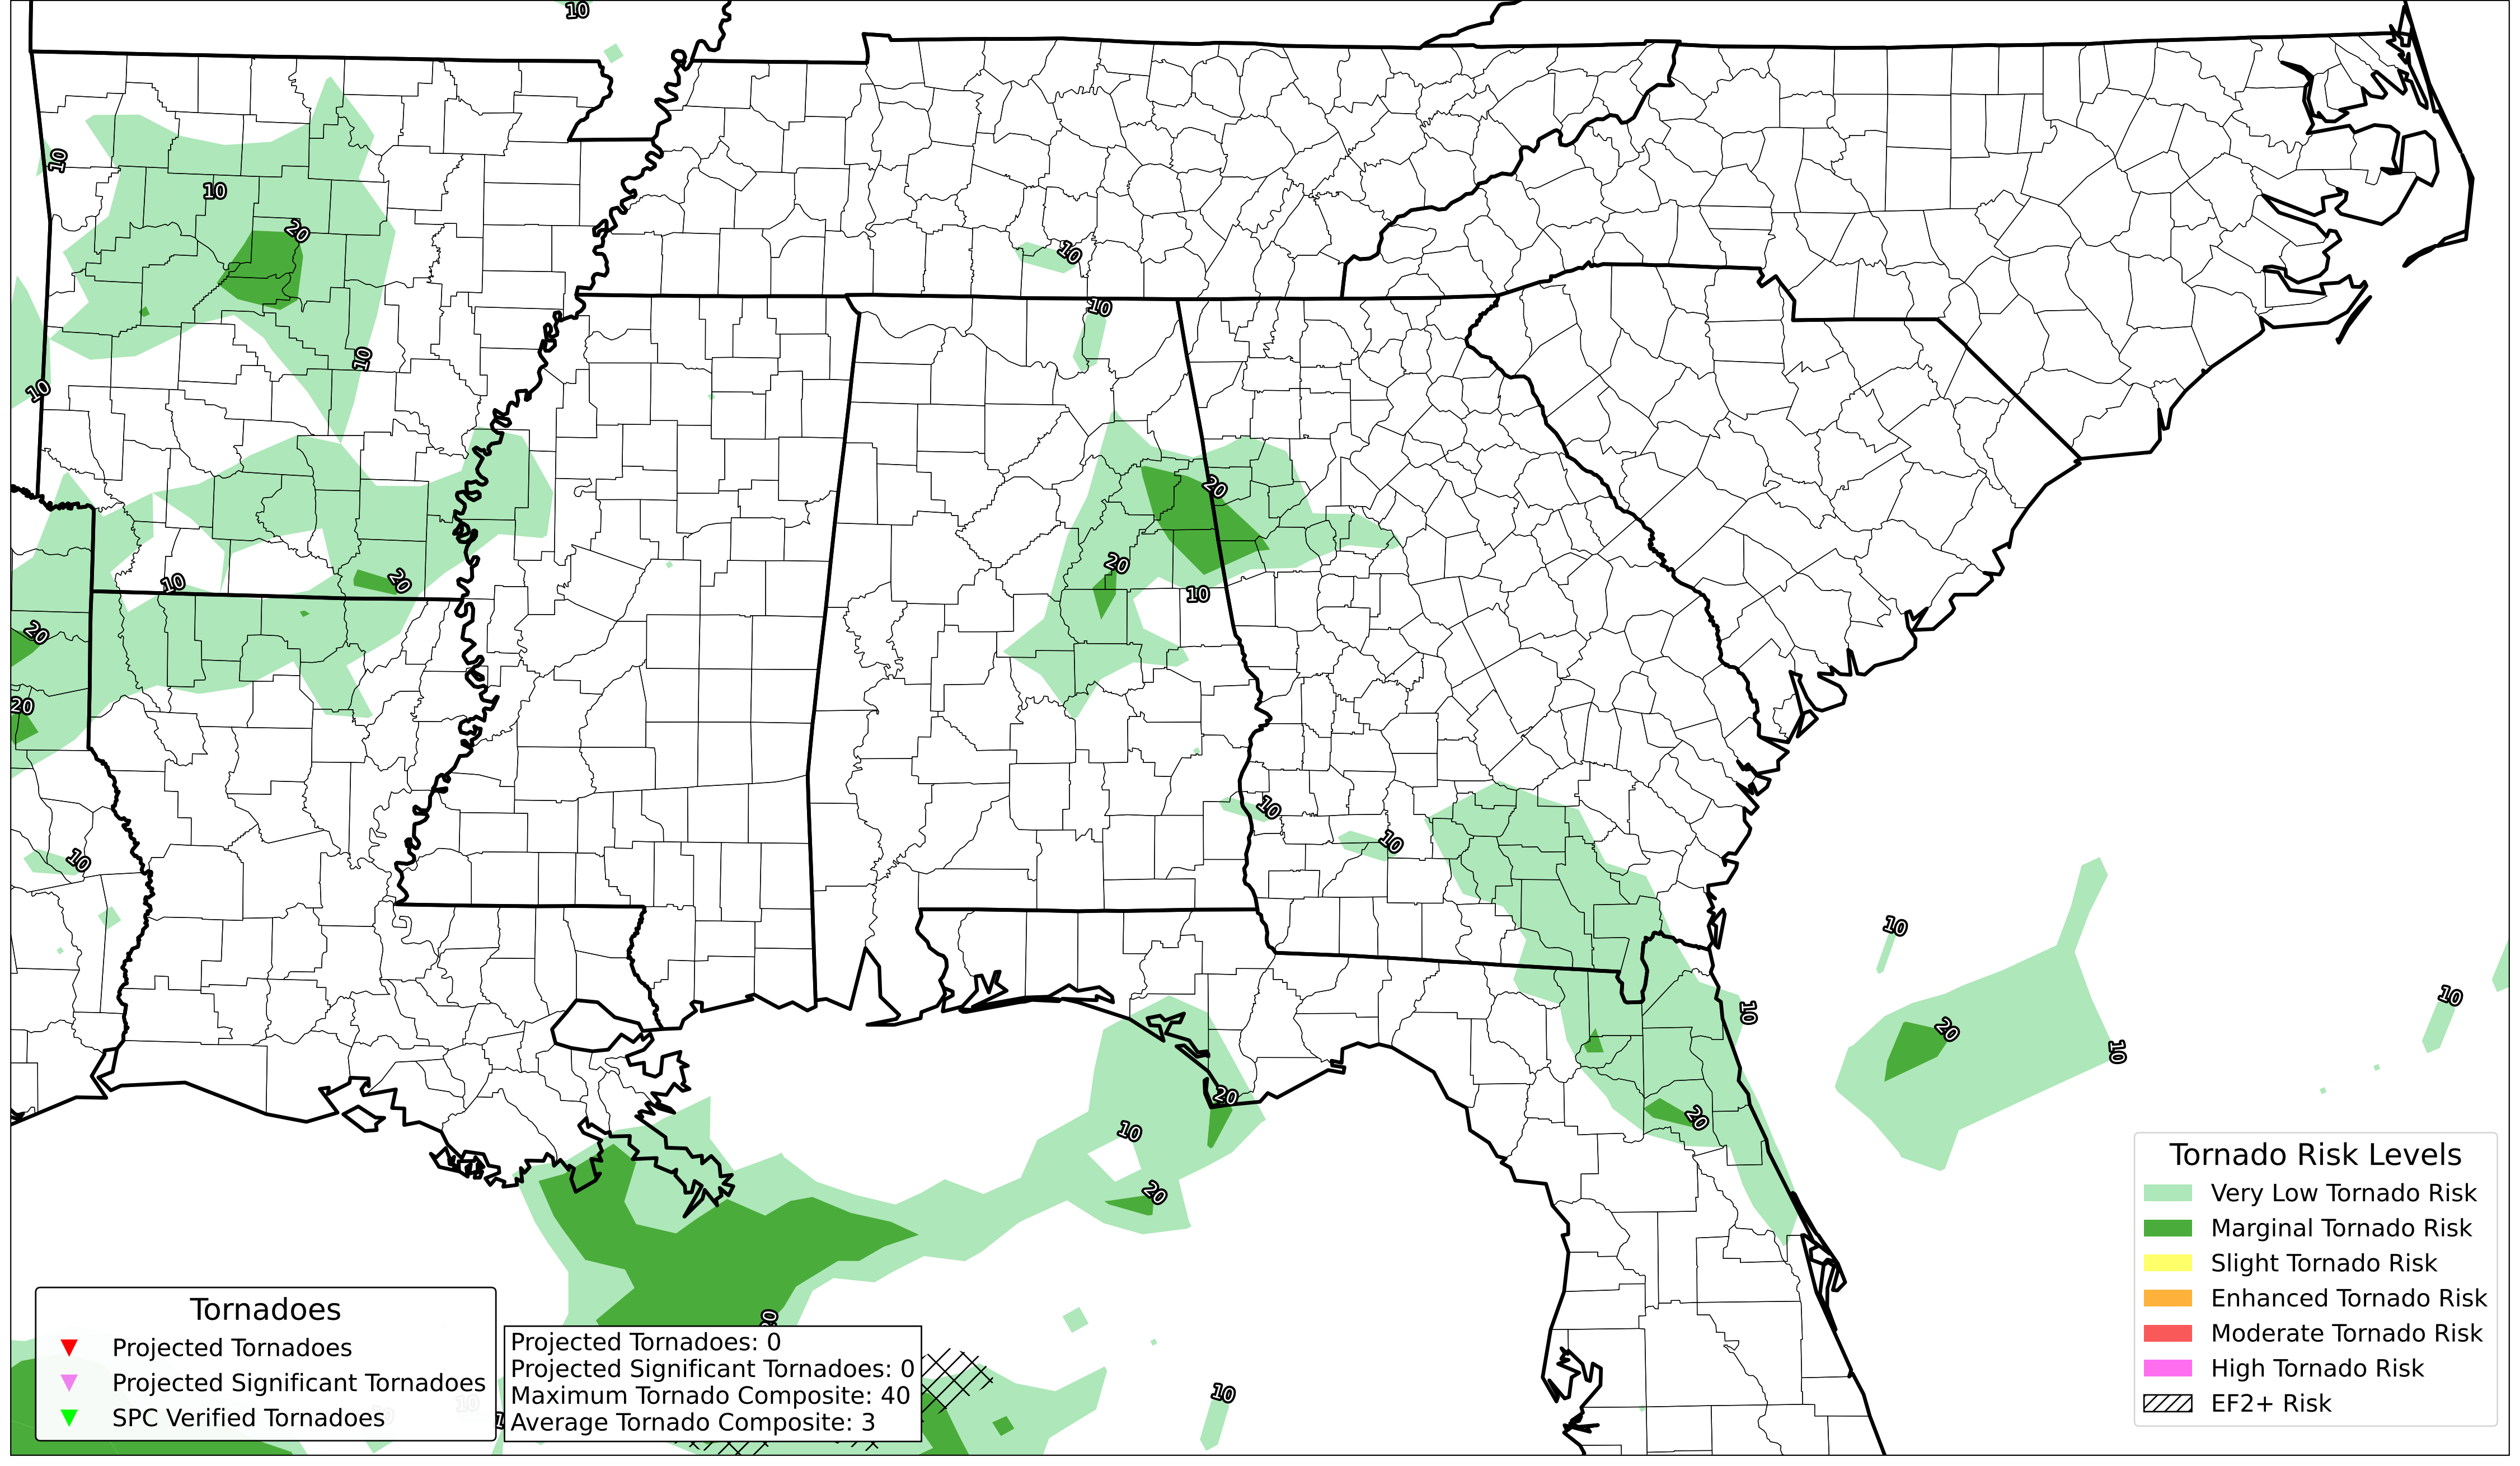 10
10
10
20
10
10
10
10
20
20
20
10
10
20
20
10
10
10
10
10
10
10
20
10
20
10
20
10
20
Tornado Risk Levels
Very Low Tornado Risk
Marginal Tornado Risk
Slight Tornado Risk
Enhanced Tornado Risk
Moderate Tornado Risk
High Tornado Risk
EF2+ Risk
Tornadoes
Projected Tornadoes
Projected Significant Tornadoes
SPC Verified Tornadoes
Projected Tornadoes: 0
Projected Significant Tornadoes: 0
Maximum Tornado Composite: 40
Average Tornado Composite: 3
10